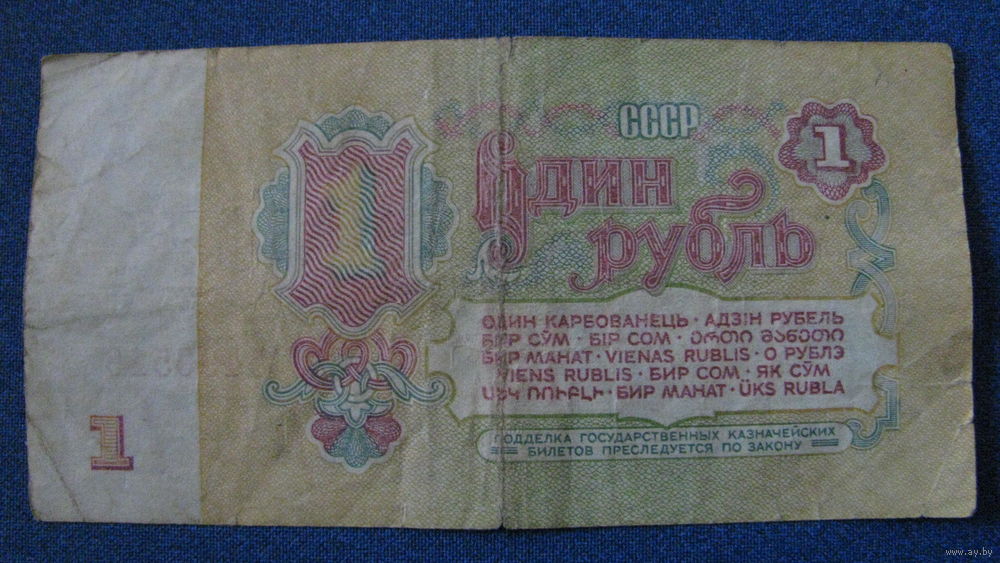 СССР
1
1
Один
рубль
ОДИН КАРБОВАНЕЦЬ · АДЗІН РУБЕЛЬ
БИР СЎМ · БІР СОМ · ᲔᲠᲗᲘ ᲛᲐᲜᲔᲗᲘ
БИР МАНАТ · VIENAS RUBLIS · О РУБЛЭ
VIENS RUBLIS · БИР СОМ · ЯК СӮМ
ՄԵԿ ՌՈՒԲԼԻ · БИР МАНАТ · ÜKS RUBLA
ПОДДЕЛКА ГОСУДАРСТВЕННЫХ КАЗНАЧЕЙСКИХ
БИЛЕТОВ ПРЕСЛЕДУЕТСЯ ПО ЗАКОНУ
1
www.ay.by